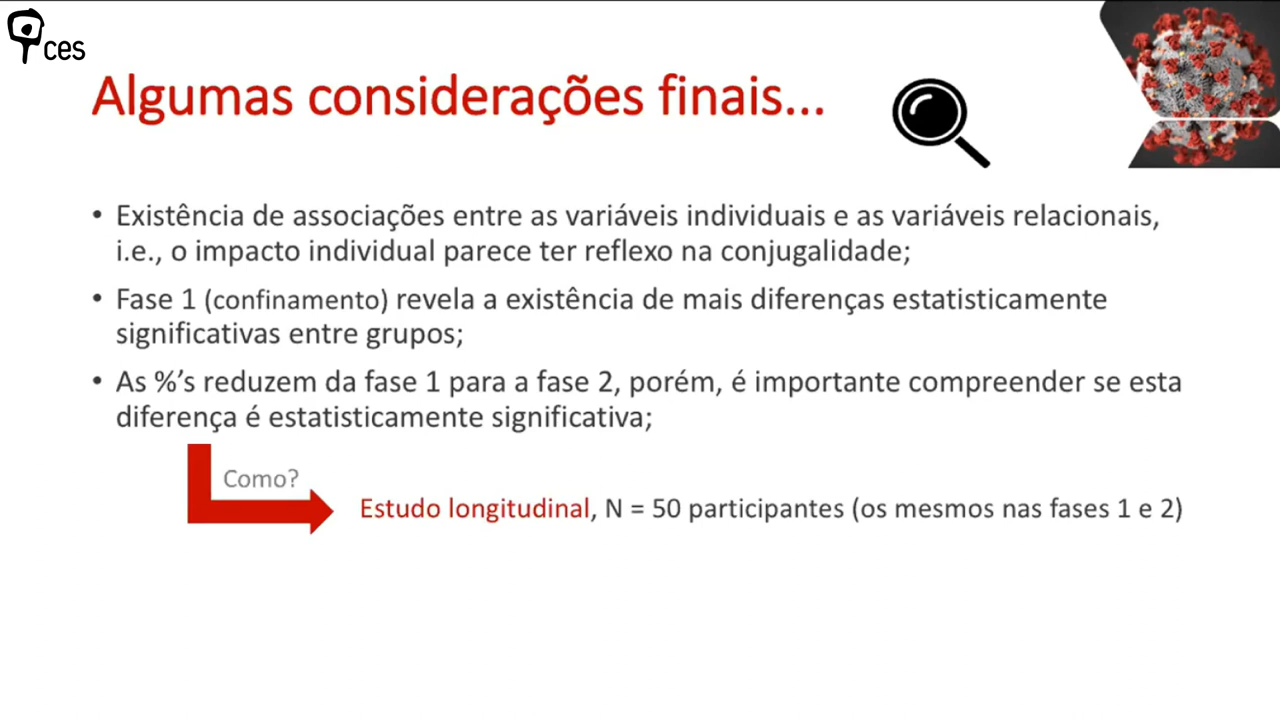 ces
Algumas considerações finais...
• Existência de associações entre as variáveis individuais e as variáveis relacionais,
i.e., o impacto individual parece ter reflexo na conjugalidade;
• Fase 1 (confinamento) revela a existência de mais diferenças estatisticamente
significativas entre grupos;
• As %’s reduzem da fase 1 para a fase 2, porém, é importante compreender se esta
diferença é estatisticamente significativa;
Como?
Estudo longitudinal, N = 50 participantes (os mesmos nas fases 1 e 2)